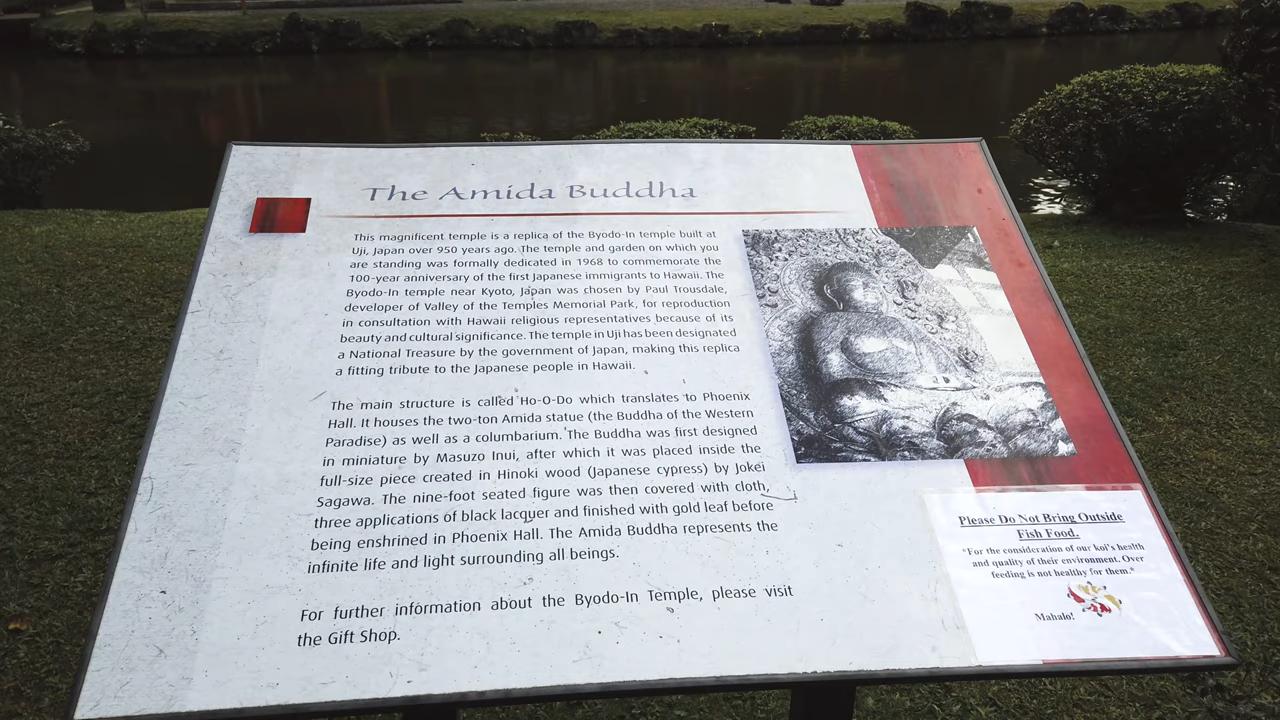 The Amida Buddha
This magnificent temple is a replica of the Byodo-In temple built at
Uji, Japan over 950 years ago. The temple and garden on which you
are standing was formally dedicated in 1968 to commemorate the
100-year anniversary of the first Japanese immigrants to Hawaii. The
Byodo-In temple near Kyoto, Japan was chosen by Paul Trousdale,
developer of Valley of the Temples Memorial Park, for reproduction
in consultation with Hawaii religious representatives because of its
beauty and cultural significance. The temple in Uji has been designated
a National Treasure by the government of Japan, making this replica
a fitting tribute to the Japanese people in Hawaii.
The main structure is called Ho-O-Do which translates to Phoenix
Hall. It houses the two-ton Amida statue (the Buddha of the Western
Paradise) as well as a columbarium. The Buddha was first designed
in miniature by Masuzo Inui, after which it was placed inside the
full-size piece created in Hinoki wood (Japanese cypress) by Jokei
Sagawa. The nine-foot seated figure was then covered with cloth,
three applications of black lacquer and finished with gold leaf before
being enshrined in Phoenix Hall. The Amida Buddha represents the
infinite life and light surrounding all beings.
For further information about the Byodo-In Temple, please visit
the Gift Shop.
Please Do Not Bring Outside
Fish Food.
*For the consideration of our koi's health
and quality of their environment. Over
feeding is not healthy for them.*
Mahalo!